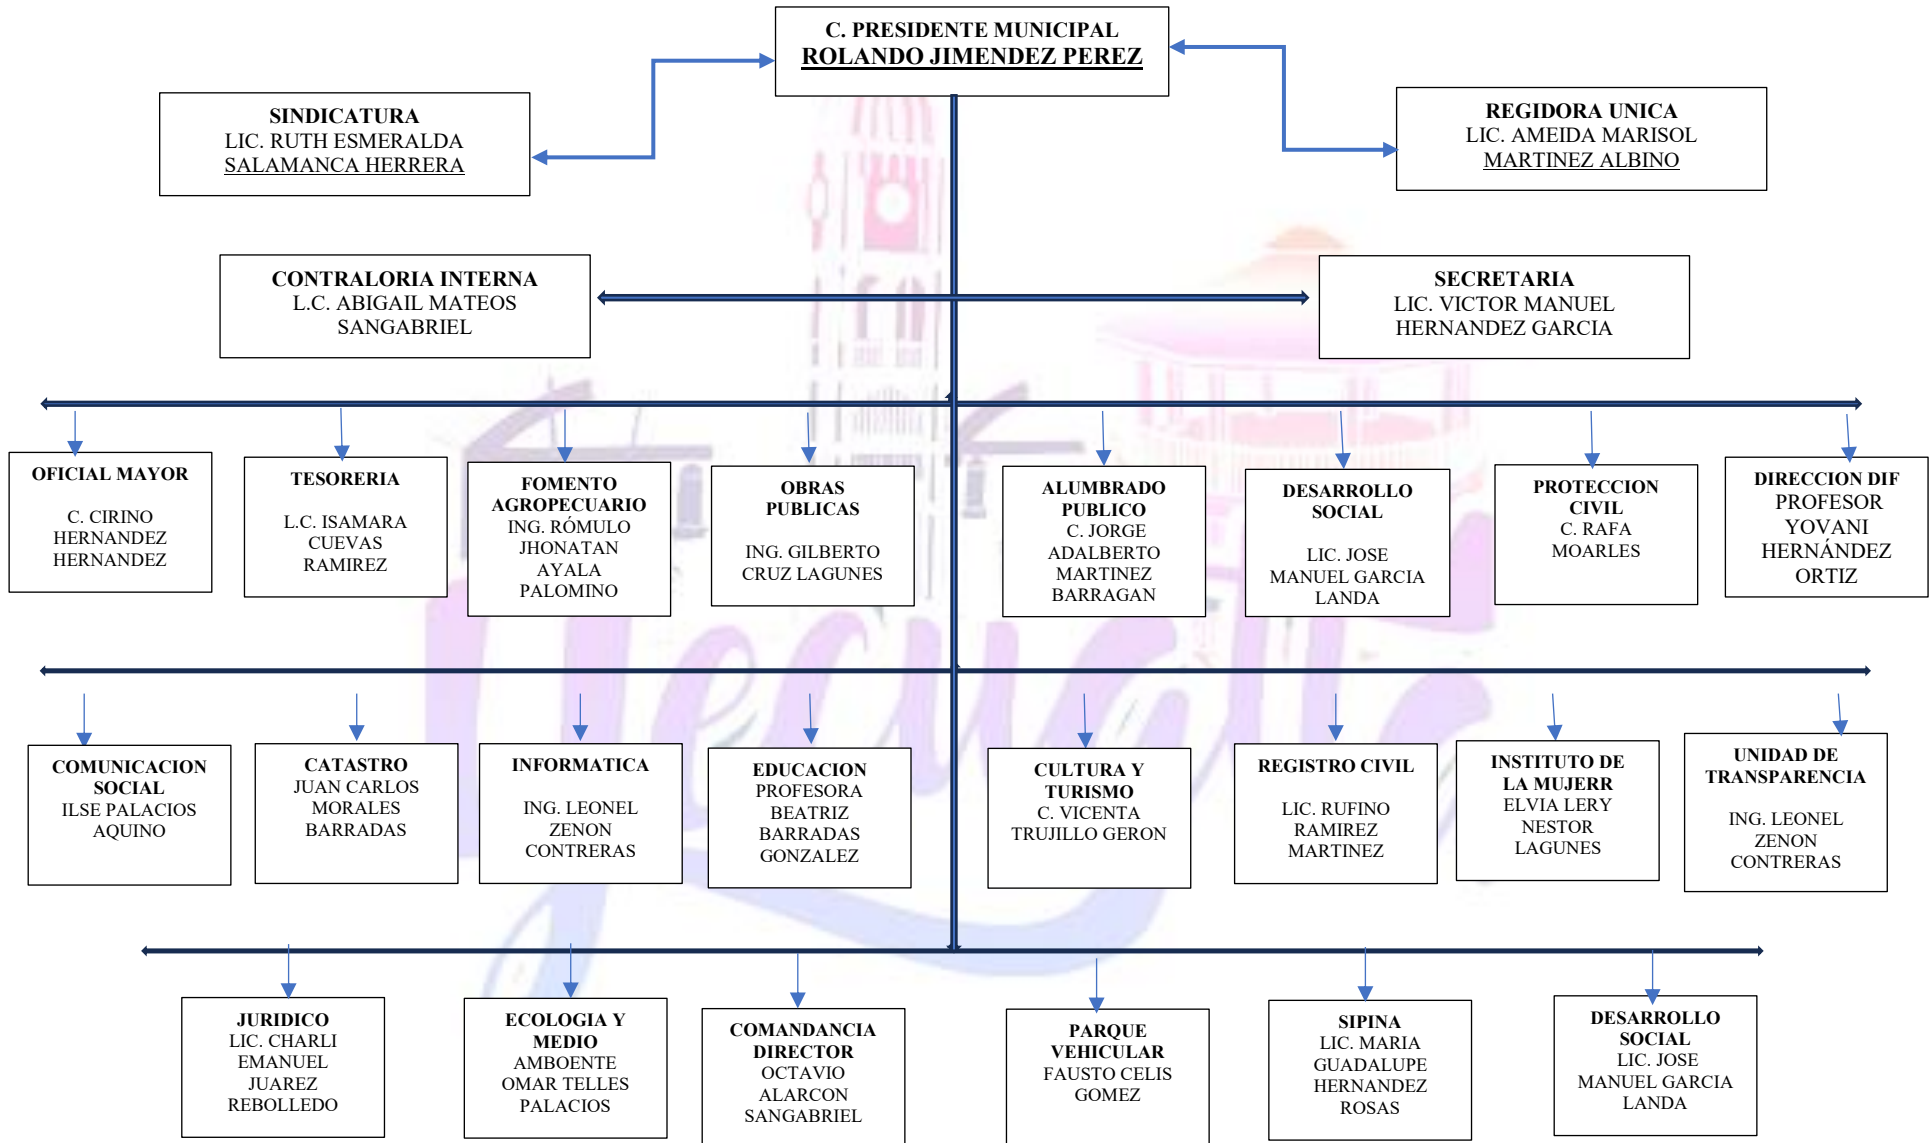 C. PRESIDENTE MUNICIPAL
ROLANDO JIMENDEZ PEREZ
SINDICATURA
LIC. RUTH ESMERALDA
SALAMANCA HERRERA
REGIDORA UNICA
LIC. AMEIDA MARISOL
MARTINEZ ALBINO
CONTRALORIA INTERNA
L.C. ABIGAIL MATEOS
SANGABRIEL
SECRETARIA
LIC. VICTOR MANUEL
HERNANDEZ GARCIA
OFICIAL MAYOR
C. CIRINO
HERNANDEZ
HERNANDEZ
TESORERIA
L.C. ISAMARA
CUEVAS
RAMIREZ
FOMENTO
AGROPECUARIO
ING. RÓMULO
JHONATAN
AYALA
PALOMINO
OBRAS
PUBLICAS
ING. GILBERTO
CRUZ LAGUNES
ALUMBRADO
PUBLICO
C. JORGE
ADALBERTO
MARTINEZ
BARRAGAN
DESARROLLO
SOCIAL
LIC. JOSE
MANUEL GARCIA
LANDA
PROTECCION
CIVIL
C. RAFA
MOARLES
DIRECCION DIF
PROFESOR
YOVANI
HERNÁNDEZ
ORTIZ
COMUNICACION
SOCIAL
ILSE PALACIOS
AQUINO
CATASTRO
JUAN CARLOS
MORALES
BARRADAS
INFORMATICA
ING. LEONEL
ZENON
CONTRERAS
EDUCACION
PROFESORA
BEATRIZ
BARRADAS
GONZALEZ
CULTURA Y
TURISMO
C. VICENTA
TRUJILLO GERON
REGISTRO CIVIL
LIC. RUFINO
RAMIREZ
MARTINEZ
INSTITUTO DE
LA MUJERR
ELVIA LERY
NESTOR
LAGUNES
UNIDAD DE
TRANSPARENCIA
ING. LEONEL
ZENON
CONTRERAS
JURIDICO
LIC. CHARLI
EMANUEL
JUAREZ
REBOLLEDO
ECOLOGIA Y
MEDIO
AMBOENTE
OMAR TELLES
PALACIOS
COMANDANCIA
DIRECTOR
OCTAVIO
ALARCON
SANGABRIEL
PARQUE
VEHICULAR
FAUSTO CELIS
GOMEZ
SIPINA
LIC. MARIA
GUADALUPE
HERNANDEZ
ROSAS
DESARROLLO
SOCIAL
LIC. JOSE
MANUEL GARCIA
LANDA